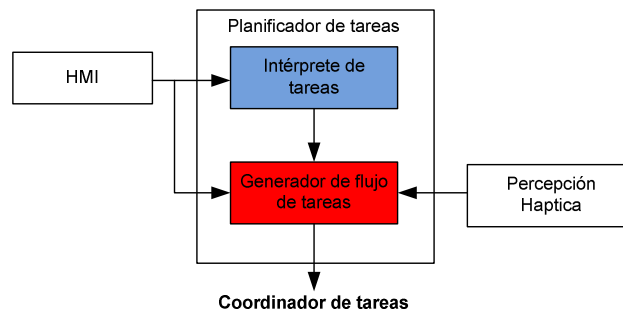 Planificador de tareas
HMI
Intérprete de
tareas
Generador de flujo
de tareas
Percepción
Haptica
Coordinador de tareas